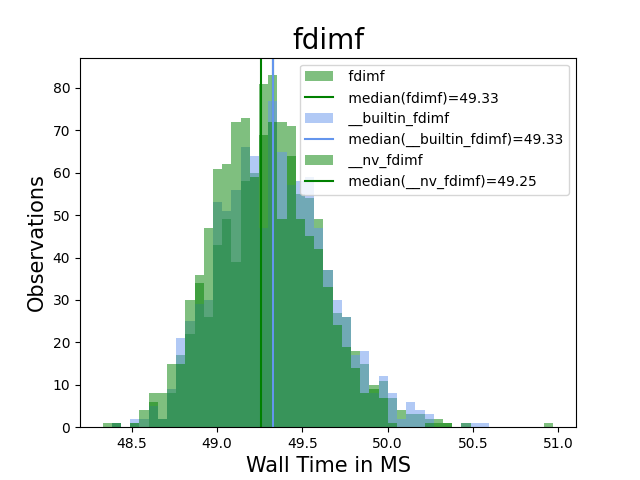 fdimf
fdimf
median(fdimf)=49.33
__builtin_fdimf
median(__builtin_fdimf)=49.33
__nv_fdimf
median(__nv_fdimf)=49.25
Observations
80
70
60
50
40
30
20
10
0
48.5 49.0 49.5 50.0 50.5 51.0
Wall Time in MS